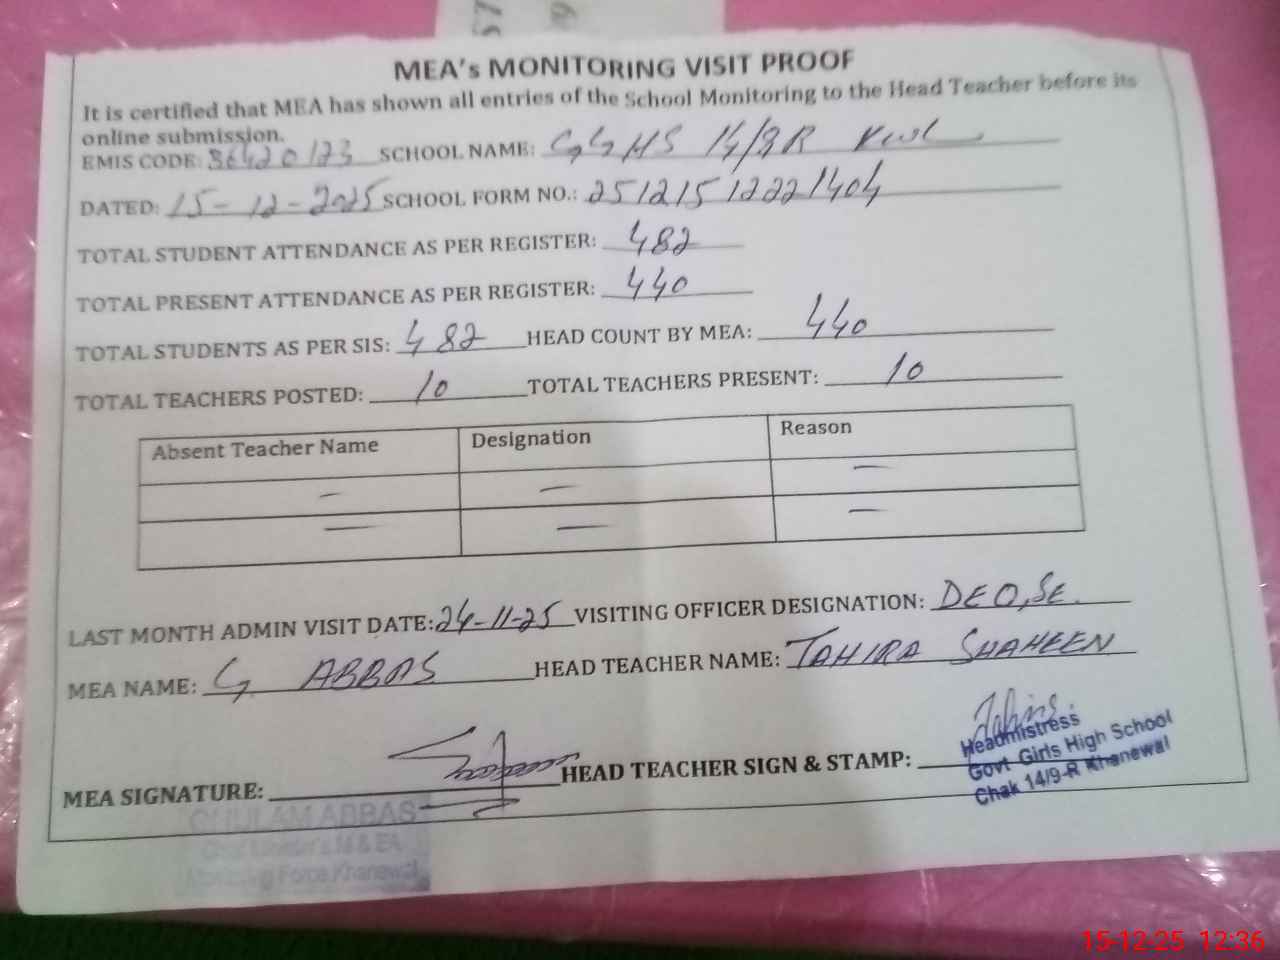 MEA's MONITORING VISIT PROOF
It is certified that MEA has shown all entries of the School Monitoring to the Head Teacher before its
online submission.
EMIS CODE: 36420123 SCHOOL NAME: GGHS 14/9R Kwl
DATED: 15-12-2025 SCHOOL FORM NO.: 25121512221404
TOTAL STUDENT ATTENDANCE AS PER REGISTER: 482
TOTAL PRESENT ATTENDANCE AS PER REGISTER: 440
TOTAL STUDENTS AS PER SIS: 482 HEAD COUNT BY MEA: 440
TOTAL TEACHERS POSTED: 10 TOTAL TEACHERS PRESENT: 10
Absent Teacher Name Designation Reason
— — —
— — —
LAST MONTH ADMIN VISIT DATE: 24-11-25 VISITING OFFICER DESIGNATION: DEO,SE.
MEA NAME: G ABBAS HEAD TEACHER NAME: TAHIRA SHAHEEN
MEA SIGNATURE: HEAD TEACHER SIGN & STAMP:
Headmistress
Govt Girls High School
Chak 14/9-R Khanewal
GHULAM ABBAS
M & EA
Monitoring Force Khanewal
15-12-25 12:36